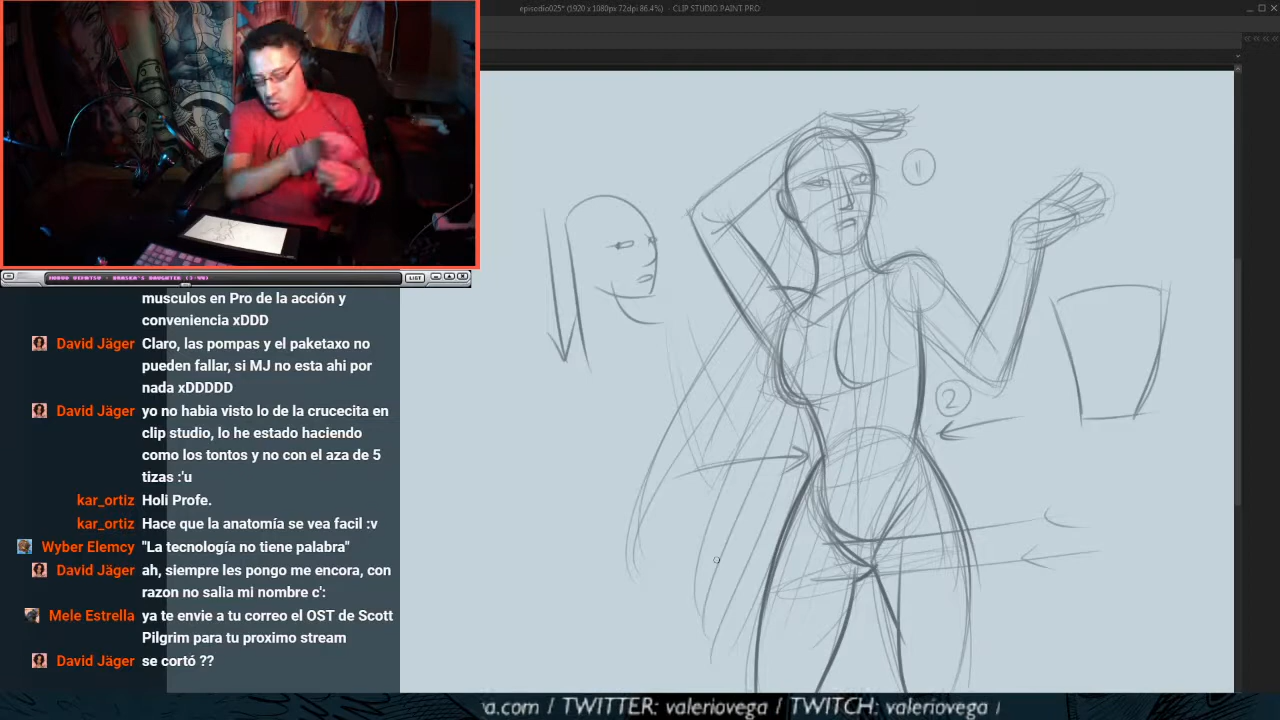 episodio025* (1920 x 1080px 72dpi 86.4%) - CLIP STUDIO PAINT PRO
LIST
musculos en Pro de la acción y
conveniencia xDDD
David Jäger Claro, las pompas y el paketaxo no
pueden fallar, si MJ no esta ahi por
nada xDDDDD
David Jäger yo no habia visto lo de la crucecita en
clip studio, lo he estado haciendo
como los tontos y no con el aza de 5
tizas :'u
kar_ortiz Holi Profe.
kar_ortiz Hace que la anatomía se vea facil :v
Wyber Elemcy "La tecnología no tiene palabra"
David Jäger ah, siempre les pongo me encora, con
razon no salia mi nombre c':
Mele Estrella ya te envie a tu correo el OST de Scott
Pilgrim para tu proximo stream
David Jäger se cortó ??
1
2
a.com / TWITTER: valeriovega / TWITCH: valeriovega /